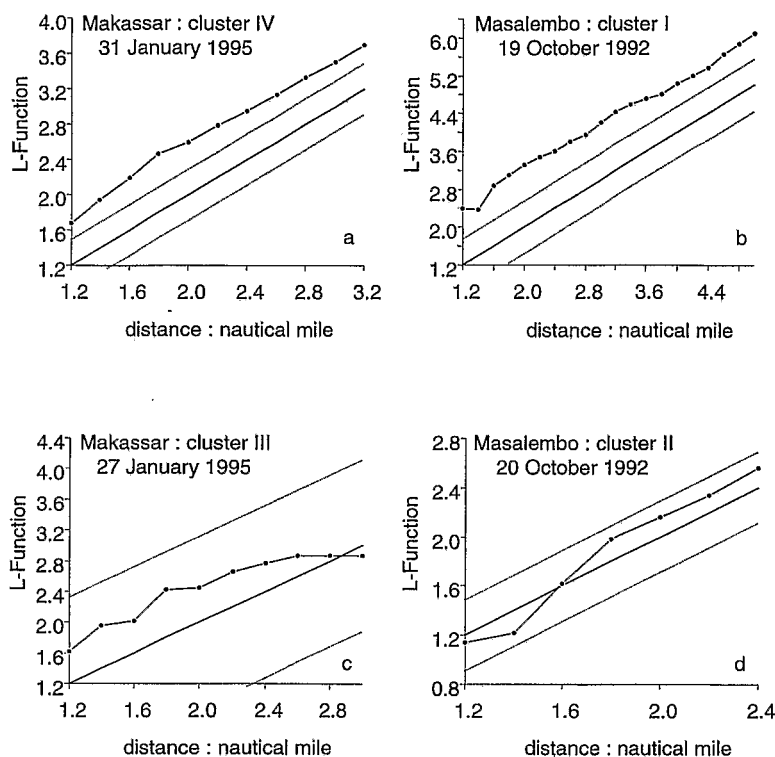 Makassar : cluster IV
31 January 1995
L-Function
4.0
3.6
3.2
2.8
2.4
2.0
1.6
1.2
1.2 1.6 2.0 2.4 2.8 3.2
a
distance : nautical mile
Masalembo : cluster I
19 October 1992
L-Function
6.0
5.2
4.4
3.6
2.8
2.0
1.2
1.2 2.0 2.8 3.6 4.4
b
distance : nautical mile
Makassar : cluster III
27 January 1995
L-Function
4.4
4.0
3.6
3.2
2.8
2.4
2.0
1.6
1.2
1.2 1.6 2.0 2.4 2.8
c
distance : nautical mile
Masalembo : cluster II
20 October 1992
L-Function
2.8
2.4
2.0
1.6
1.2
0.8
1.2 1.6 2.0 2.4
d
distance : nautical mile